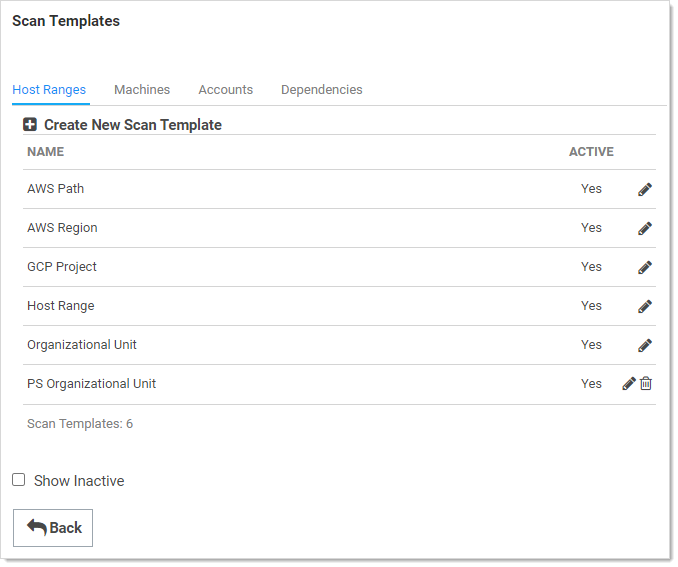 Scan Templates
Host Ranges Machines Accounts Dependencies
Create New Scan Template
NAME ACTIVE
AWS Path Yes
AWS Region Yes
GCP Project Yes
Host Range Yes
Organizational Unit Yes
PS Organizational Unit Yes
Scan Templates: 6
Show Inactive
Back